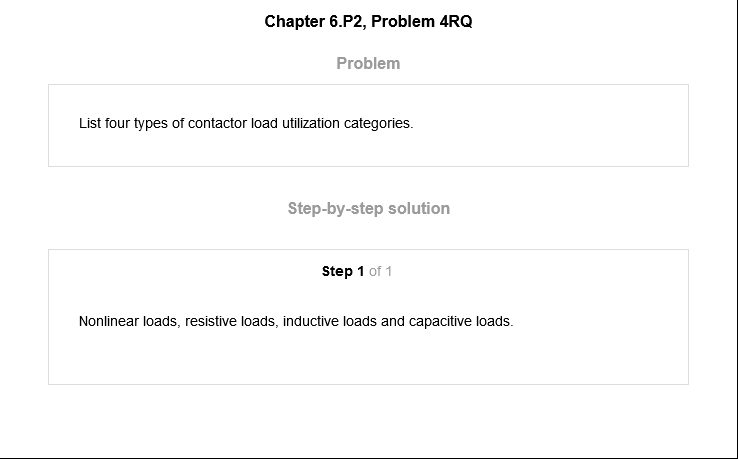 Chapter 6.P2, Problem 4RQ
Problem
List four types of contactor load utilization categories.
Step-by-step solution
Step 1 of 1
Nonlinear loads, resistive loads, inductive loads and capacitive loads.